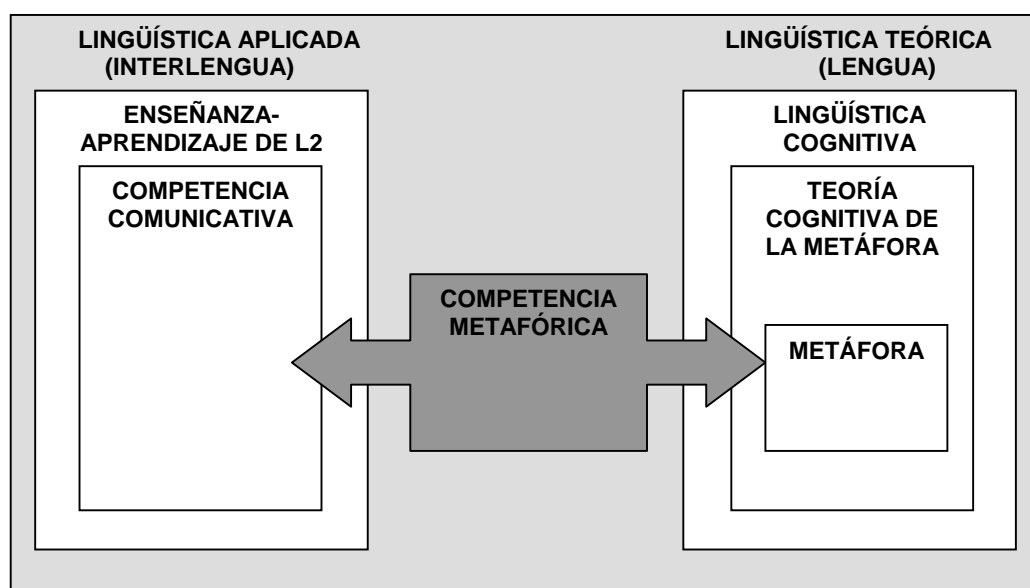 LINGÜÍSTICA APLICADA
(INTERLENGUA)
ENSEÑANZA-
APRENDIZAJE DE L2
COMPETENCIA
COMUNICATIVA
COMPETENCIA
METAFÓRICA
LINGÜÍSTICA TEÓRICA
(LENGUA)
LINGÜÍSTICA
COGNITIVA
TEORÍA
COGNITIVA DE
LA METÁFORA
METÁFORA